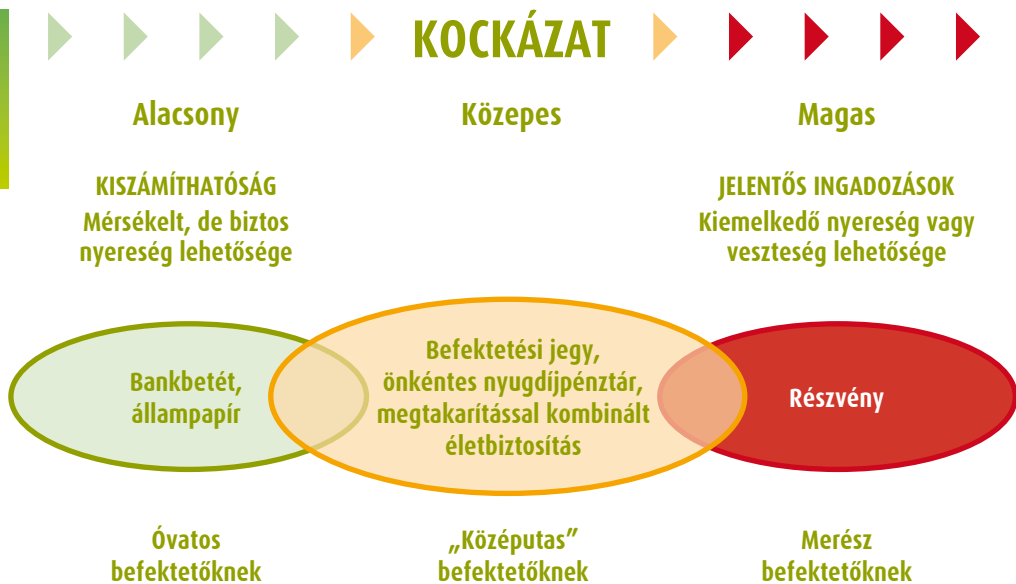 KOCKÁZAT
Alacsony
Közepes
Magas
KISZÁMÍTHATÓSÁG
Mérsékelt, de biztos
nyereség lehetősége
JELENTŐS INGADOZÁSOK
Kiemelkedő nyereség vagy
veszteség lehetősége
Bankbetét,
állampapír
Befektetési jegy,
önkéntes nyugdíjpénztár,
megtakarítással kombinált
életbiztosítás
Részvény
Óvatos
befektetőknek
„Középutas”
befektetőknek
Merész
befektetőknek